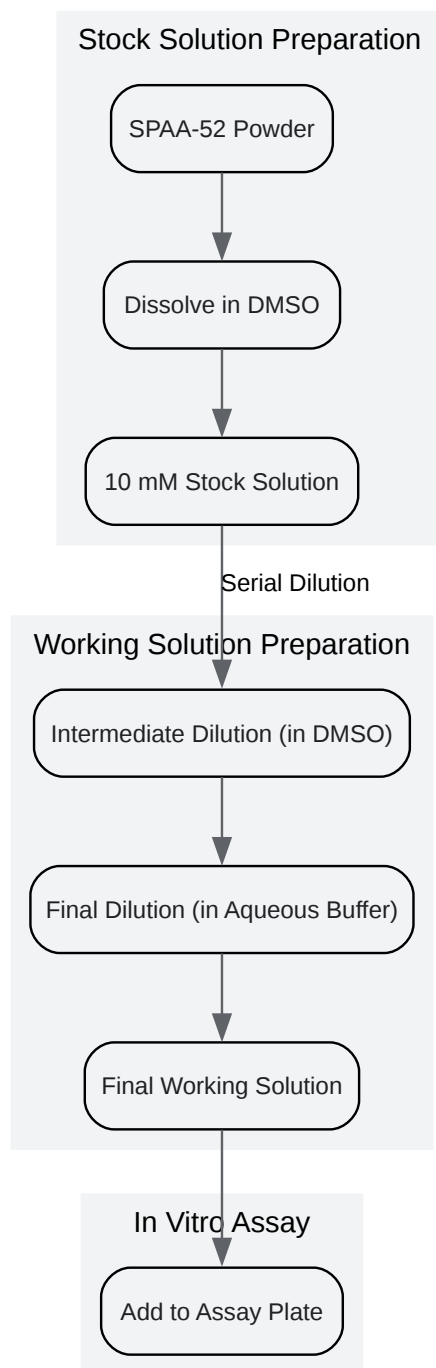 Stock Solution Preparation
SPAA-52 Powder
Dissolve in DMSO
10 mM Stock Solution
Serial Dilution
Working Solution Preparation
Intermediate Dilution (in DMSO)
Final Dilution (in Aqueous Buffer)
Final Working Solution
In Vitro Assay
Add to Assay Plate